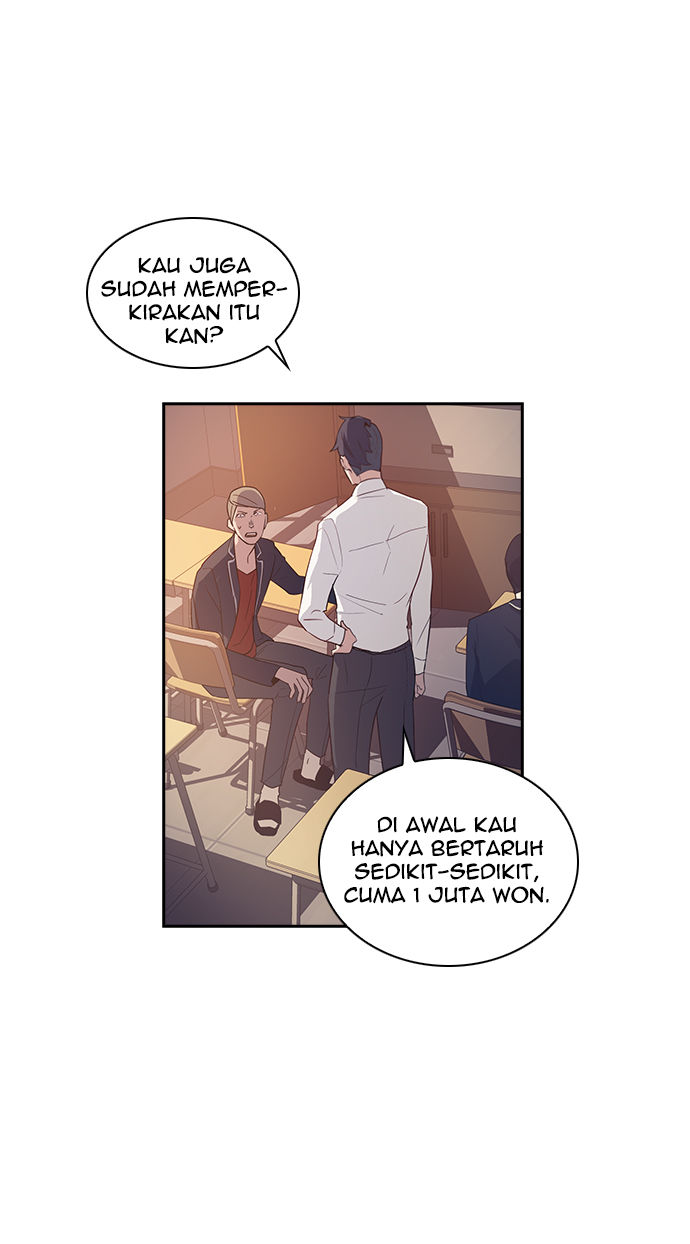 KAU JUGA
SUDAH MEMPER-
KIRAKAN ITU
KAN?
DI AWAL KAU
HANYA BERTARUH
SEDIKIT-SEDIKIT,
CUMA 1 JUTA WON.